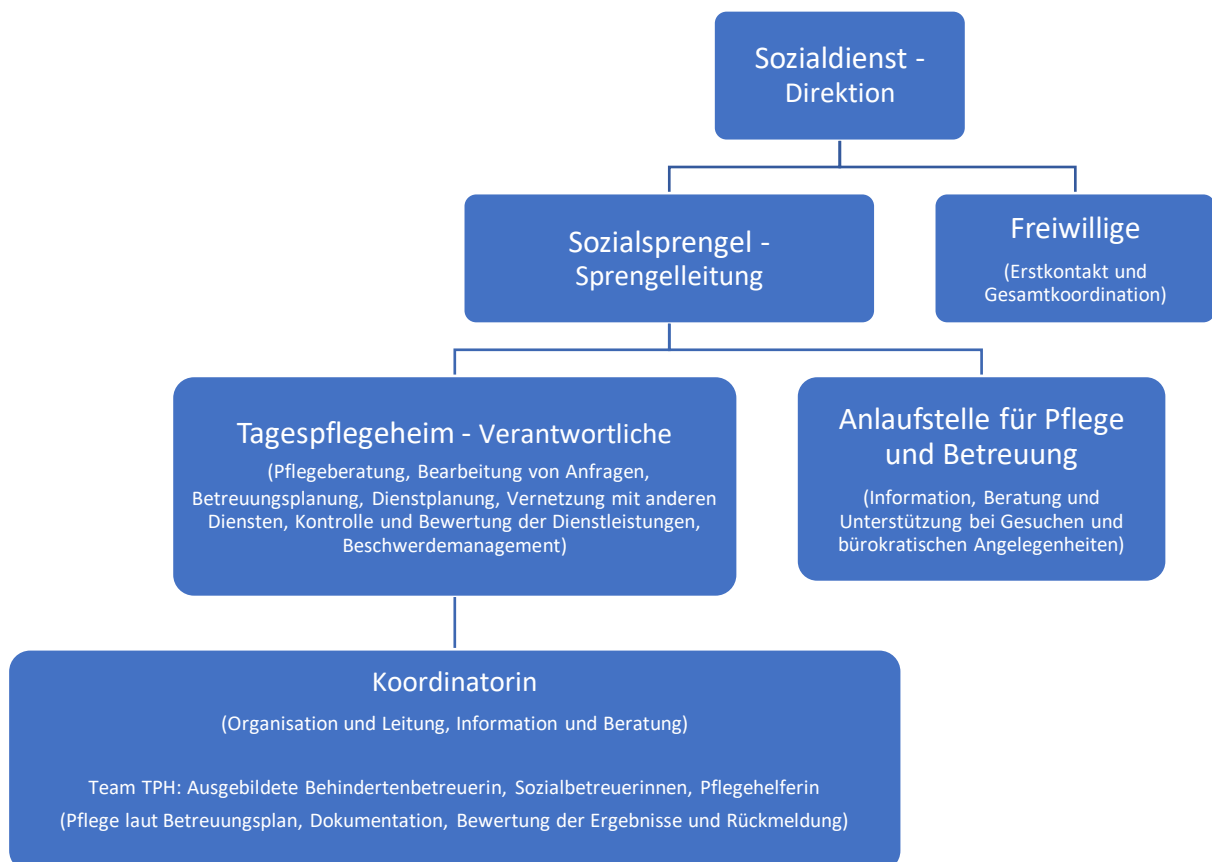 Sozialdienst -
Direktion
Sozialsprengel -
Sprengelleitung
Freiwillige
(Erstkontakt und
Gesamtkoordination)
Tagespflegeheim - Verantwortliche
(Pflegeberatung, Bearbeitung von Anfragen,
Betreuungsplanung, Dienstplanung, Vernetzung mit anderen
Diensten, Kontrolle und Bewertung der Dienstleistungen,
Beschwerdemanagement)
Anlaufstelle für Pflege
und Betreuung
(Information, Beratung und
Unterstützung bei Gesuchen und
bürokratischen Angelegenheiten)
Koordinatorin
(Organisation und Leitung, Information und Beratung)
Team TPH: Ausgebildete Behindertenbetreuerin, Sozialbetreuerinnen, Pflegehelferin
(Pflege laut Betreuungsplan, Dokumentation, Bewertung der Ergebnisse und Rückmeldung)